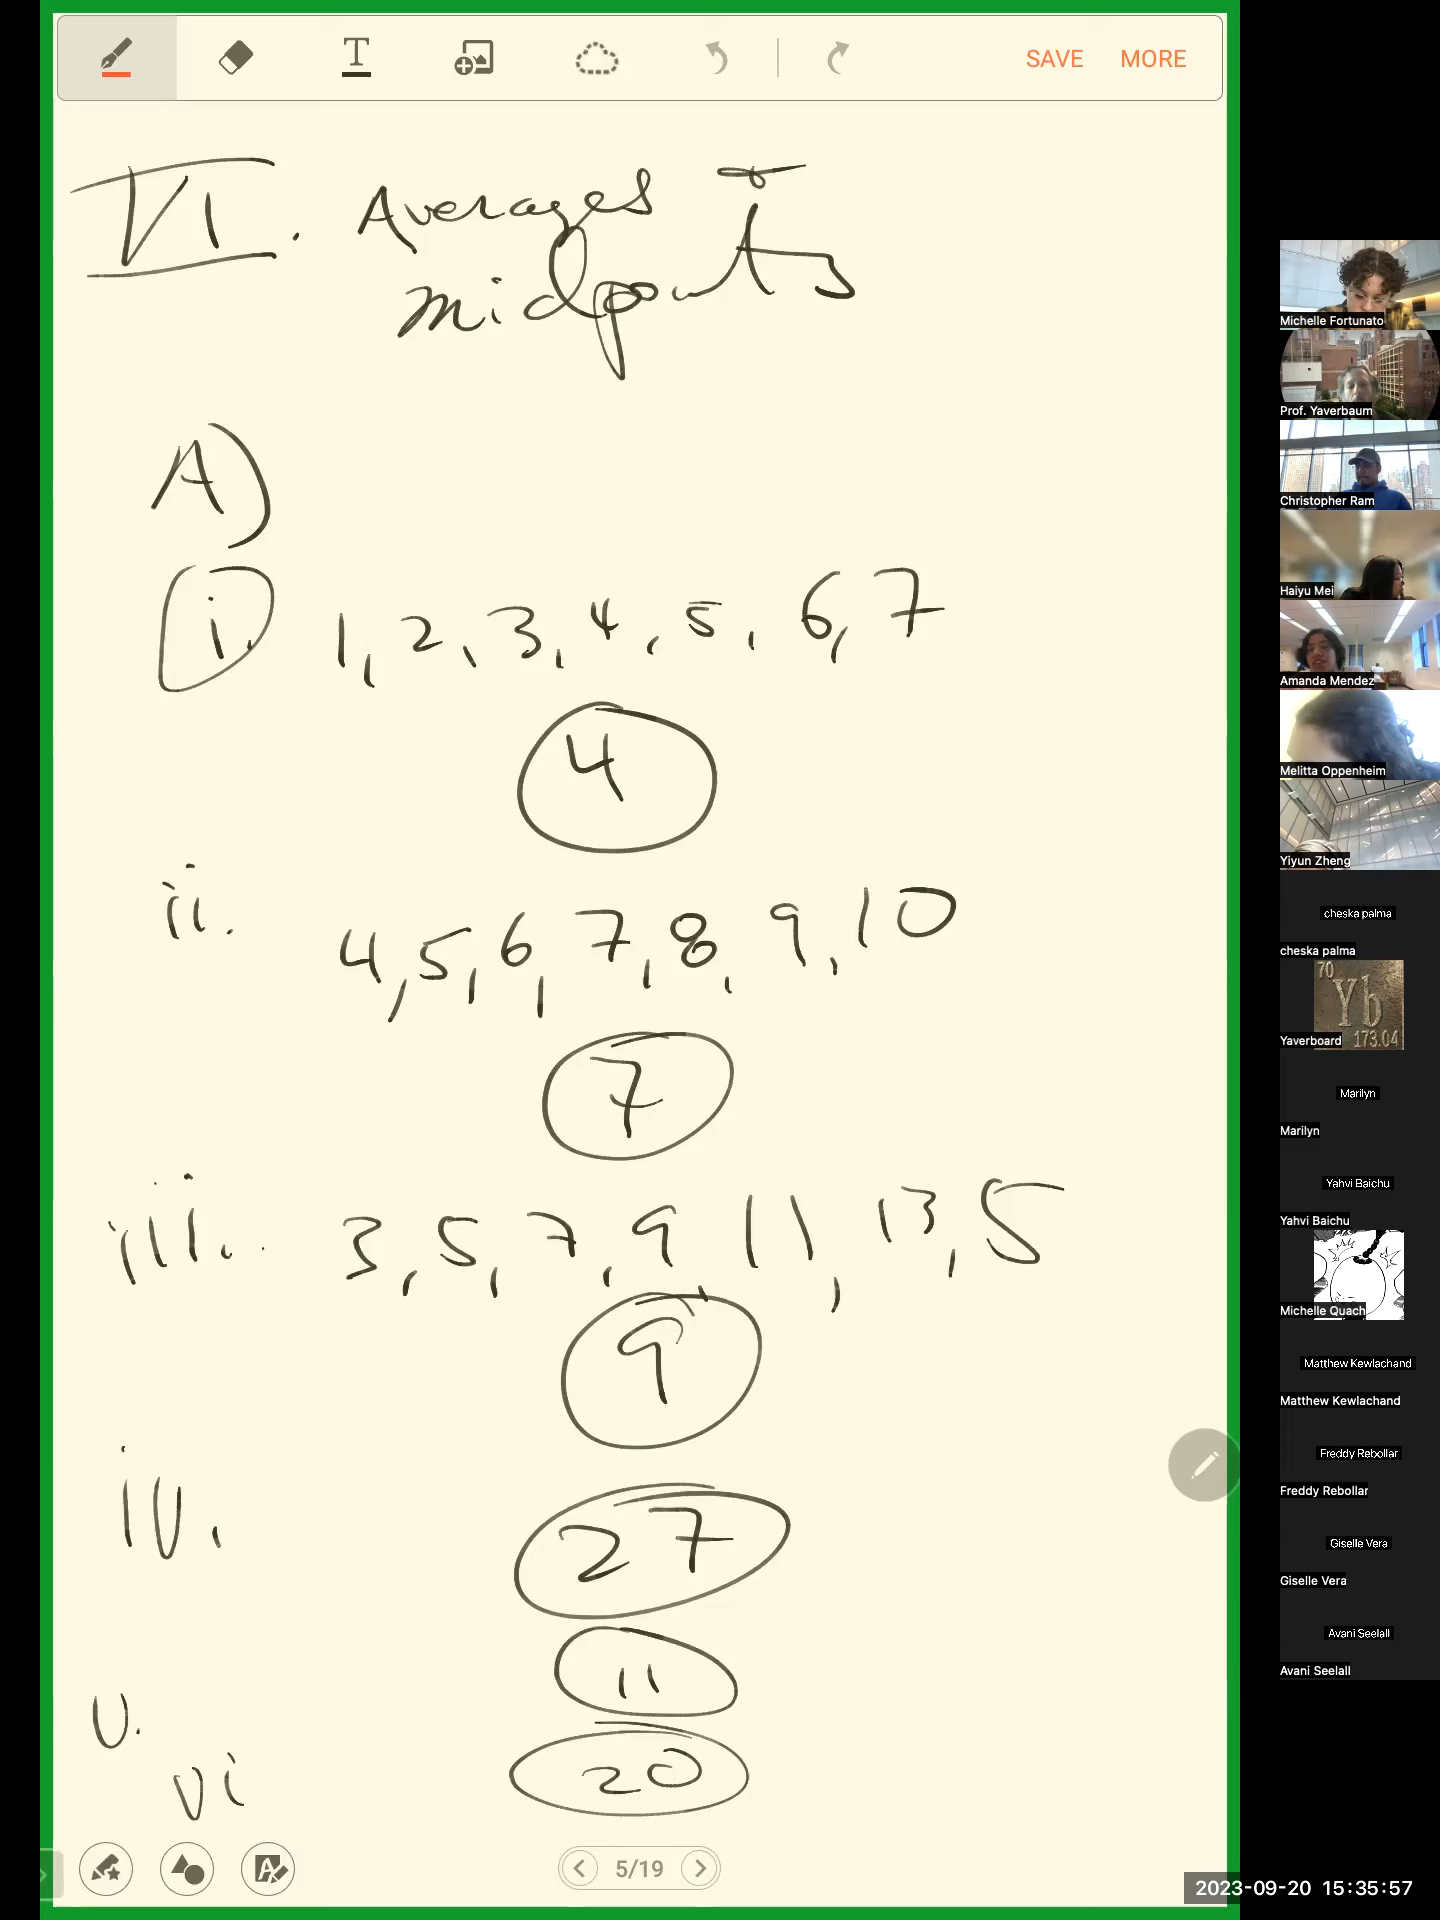 T
SAVE
MORE
VI. Averages
midpoints
A)
i. 1, 2, 3, 4, 5, 6, 7
4
ii. 4, 5, 6, 7, 8, 9, 10
7
iii. 3, 5, 7, 9, 11, 13, 5
9
iv. 27
v. 11
vi 20
5/19
Michelle Fortunato
Prof. Yaverbaum
Christopher Ram
Haiyu Mei
Amanda Mendez
Melitta Oppenheim
Yiyun Zheng
cheska palma
cheska palma
70
Yb
173.04
Yaverboard
Marilyn
Marilyn
Yahvi Baichu
Yahvi Baichu
Michelle Quach
Matthew Kewlachand
Matthew Kewlachand
Freddy Rebollar
Freddy Rebollar
Giselle Vera
Giselle Vera
Avani Seelall
Avani Seelall
2023-09-20 15:35:57